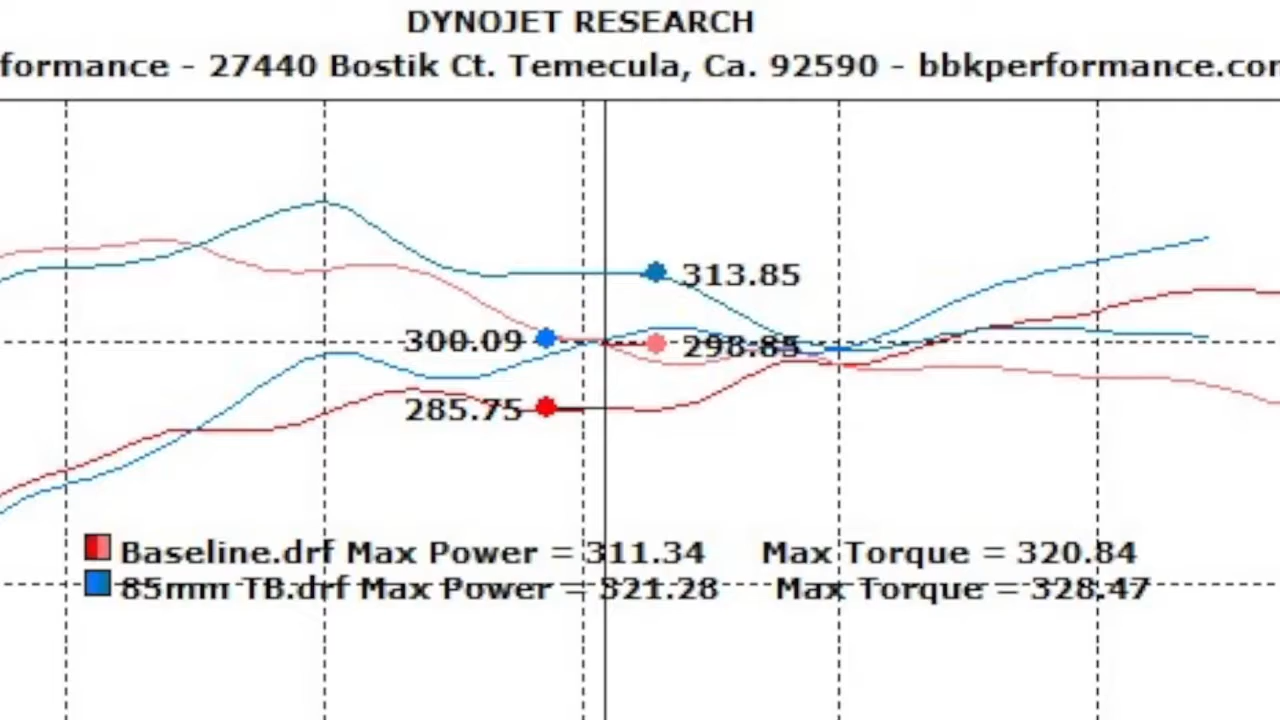 DYNOJET RESEARCH
formance - 27440 Bostik Ct. Temecula, Ca. 92590 - bbkperformance.com
313.85
300.09
298.85
285.75
Baseline.drf Max Power = 311.34 Max Torque = 320.84
85mm TB.drf Max Power = 321.28 Max Torque = 328.47